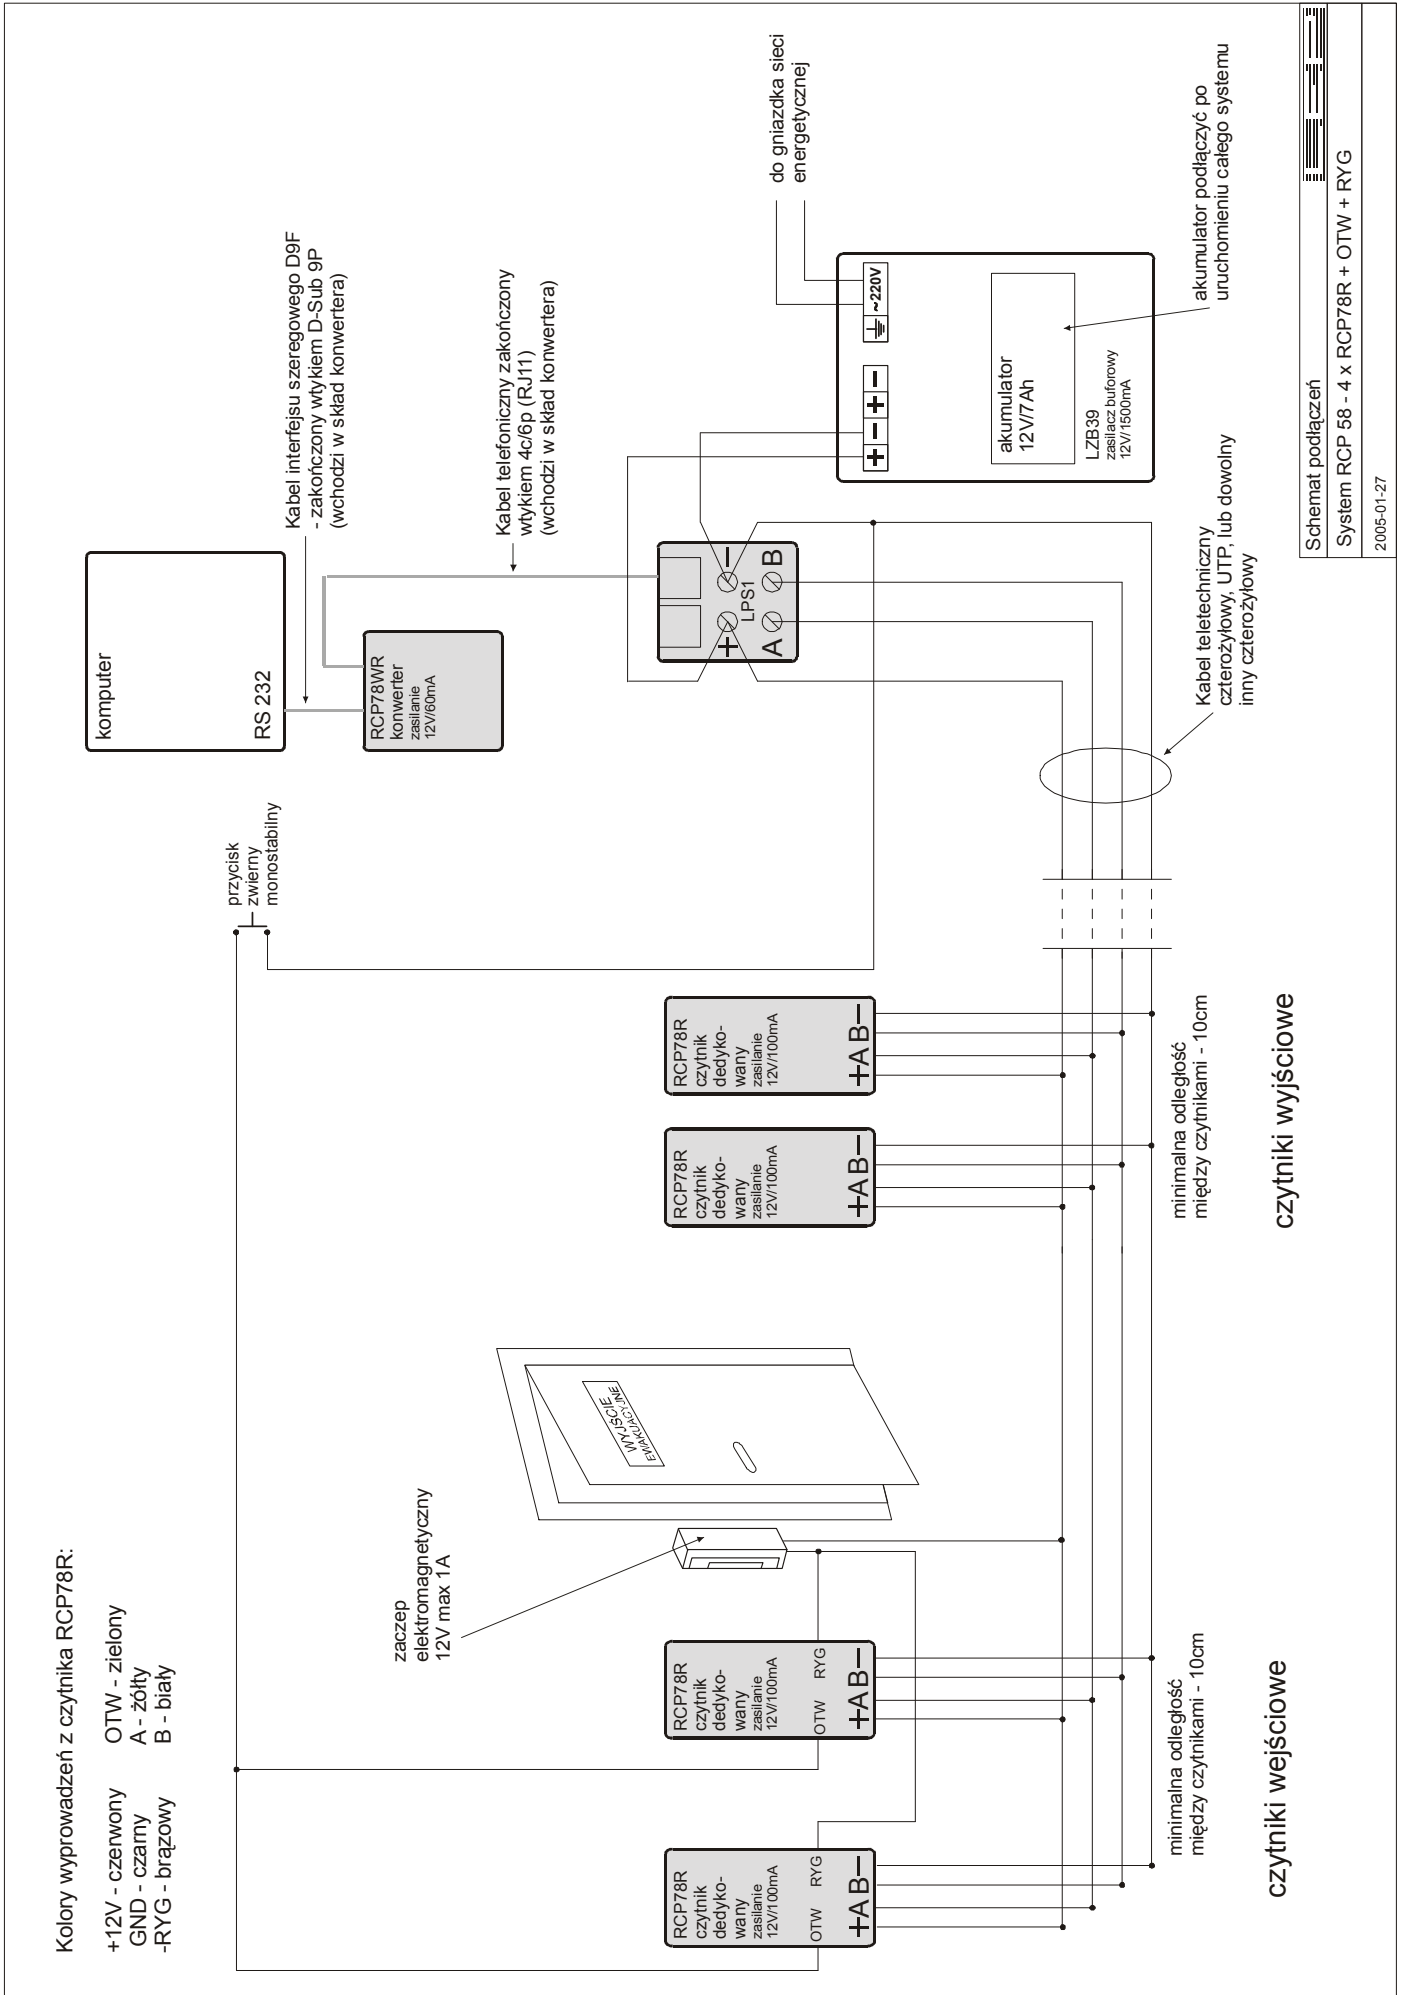 Kolory wyprowadzeń z czytnika RCP78R:
+12V - czerwony
GND - czarny
-RYG - brązowy
OTW - zielony
A - żółty
B - biały
przycisk
zwierny
monostabilny
komputer
RS 232
Kabel interfejsu szeregowego D9F
- zakończony wtykiem D-Sub 9P
(wchodzi w skład konwertera)
RCP78WR
konwerter
zasilanie
12V/60mA
Kabel telefoniczny zakończony
wtykiem 4c/6p (RJ11)
(wchodzi w skład konwertera)
zaczep
elektromagnetyczny
12V max 1A
WYJŚCIE
EWAKUACYJNE
RCP78R
czytnik
dedyko-
wany
zasilanie
12V/100mA
OTW RYG
+AB-
RCP78R
czytnik
dedyko-
wany
zasilanie
12V/100mA
OTW RYG
+AB-
RCP78R
czytnik
dedyko-
wany
zasilanie
12V/100mA
+AB-
RCP78R
czytnik
dedyko-
wany
zasilanie
12V/100mA
+AB-
+ -
LPS1
A B
do gniazdka sieci
energetycznej
+ - + - ~220V
akumulator
12V/7Ah
LZB39
zasilacz buforowy
12V/1500mA
akumulator podłączyć po
uruchomieniu całego systemu
Kabel teletechniczny
czterożyłowy, UTP, lub dowolny
inny czterożyłowy
minimalna odległość
między czytnikami - 10cm
minimalna odległość
między czytnikami - 10cm
czytniki wejściowe
czytniki wyjściowe
Schemat podłączeń
System RCP 58 - 4 x RCP78R + OTW + RYG
2005-01-27